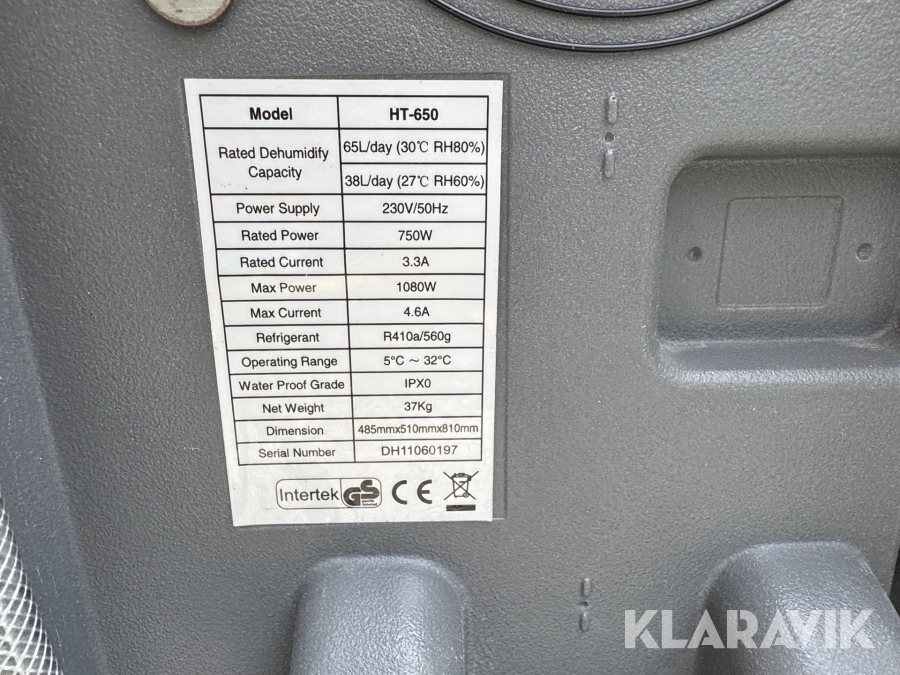 Model HT-650
Rated Dehumidify Capacity 65L/day (30℃ RH80%)
38L/day (27℃ RH60%)
Power Supply 230V/50Hz
Rated Power 750W
Rated Current 3.3A
Max Power 1080W
Max Current 4.6A
Refrigerant R410a/560g
Operating Range 5°C ~ 32°C
Water Proof Grade IPX0
Net Weight 37Kg
Dimension 485mmx510mmx810mm
Serial Number DH11060197
Intertek GS CE
KLARAVIK